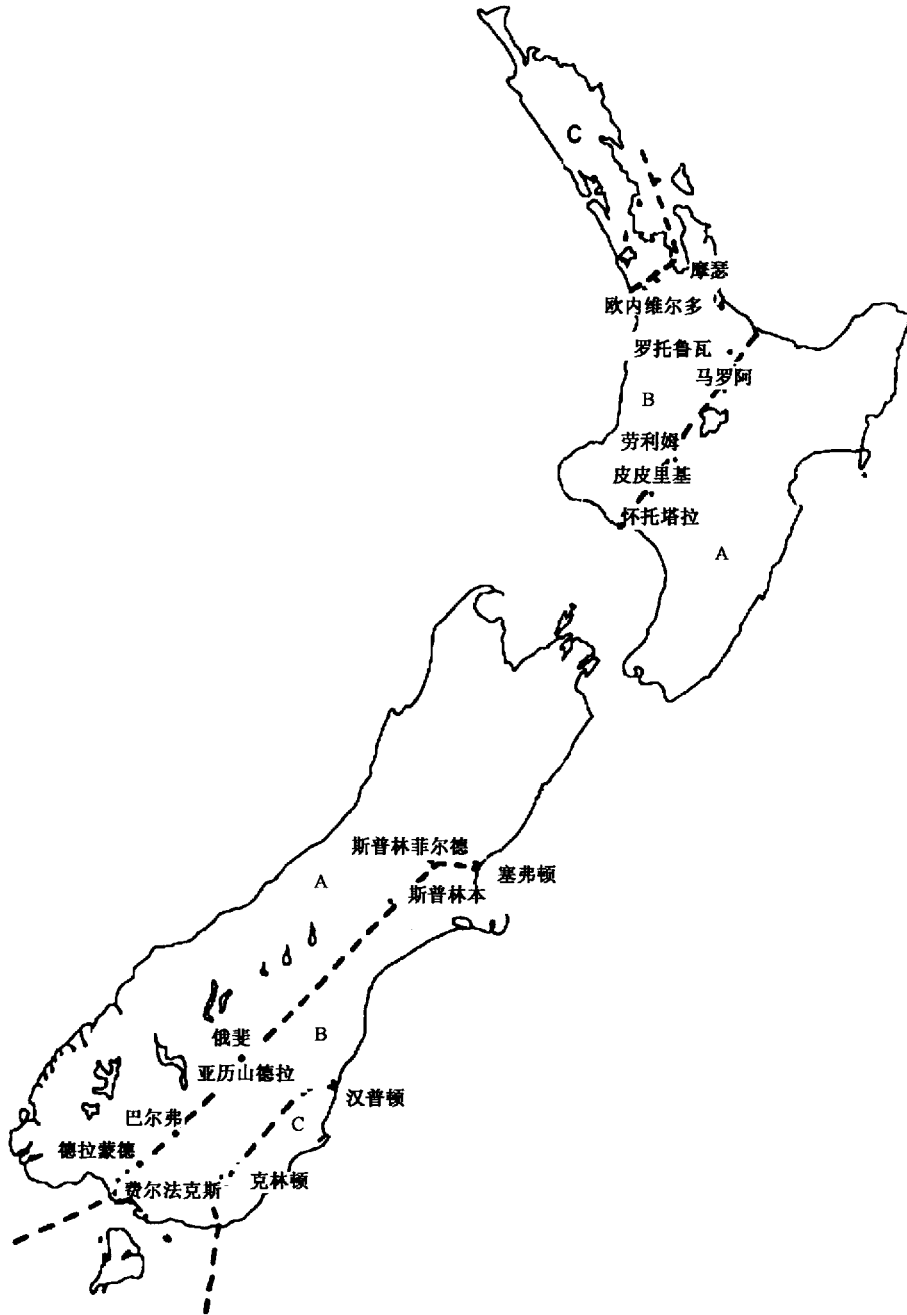 C
摩瑟
欧内维尔多
罗托鲁瓦
马罗阿
B
劳利姆
皮皮里基
怀托塔拉
A
斯普林菲尔德
塞弗顿
A
斯普林本
俄斐
B
亚历山德拉
汉普顿
巴尔弗
C
德拉蒙德
克林顿
费尔法克斯